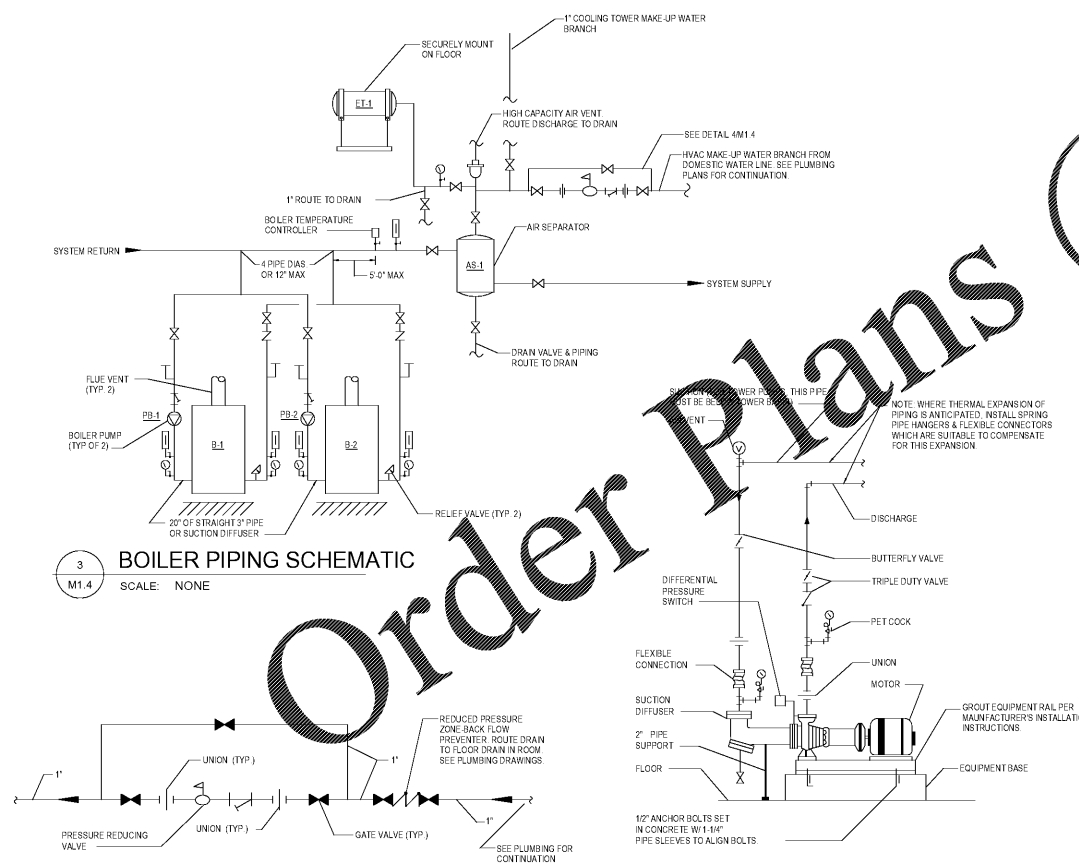 1" COOLING TOWER MAKE-UP WATER
BRANCH
SECURELY MOUNT
ON FLOOR
ET-1
HIGH CAPACITY AIR VENT
ROUTE DISCHARGE TO DRAIN
SEE DETAIL 4/M1.4
HVAC MAKE-UP WATER BRANCH FROM
DOMESTIC WATER LINE. SEE PLUMBING
PLANS FOR CONTINUATION
1" ROUTE TO DRAIN
BOILER TEMPERATURE
CONTROLLER
AIR SEPARATOR
SYSTEM RETURN
4 PIPE DIAS.
OR 12" MAX
5'-0" MAX
AS-1
SYSTEM SUPPLY
DRAIN VALVE & PIPING
ROUTE TO DRAIN
FLUE VENT
(TYP. 2)
PB-1
PB-2
BOILER PUMP
(TYP OF 2)
B-1
B-2
20" OF STRAIGHT 3" PIPE
OR SUCTION DIFFUSER
RELIEF VALVE (TYP. 2)
3
M1.4
BOILER PIPING SCHEMATIC
SCALE: NONE
Order Plans
THIS PIPE
NOTE: WHERE THERMAL EXPANSION OF
PIPING IS ANTICIPATED, INSTALL SPRING
PIPE HANGERS & FLEXIBLE CONNECTORS
WHICH ARE SUITABLE TO COMPENSATE
FOR THIS EXPANSION.
V
DISCHARGE
BUTTERFLY VALVE
TRIPLE DUTY VALVE
DIFFERENTIAL
PRESSURE
SWITCH
PET COCK
FLEXIBLE
CONNECTION
UNION
MOTOR
SUCTION
DIFFUSER
GROUT EQUIPMENT RAIL PER
MAUNFACTURER'S INSTALLATIO
INSTRUCTIONS.
2" PIPE
SUPPORT
FLOOR
EQUIPMENT BASE
1/2" ANCHOR BOLTS SET
IN CONCRETE W/ 1-1/4"
PIPE SLEEVES TO ALIGN BOLTS.
REDUCED PRESSURE
ZONE-BACK FLOW
PREVENTER. ROUTE DRAIN
TO FLOOR DRAIN IN ROOM.
SEE PLUMBING DRAWINGS.
1"
UNION (TYP.)
1"
PRESSURE REDUCING
VALVE
UNION (TYP.)
GATE VALVE (TYP.)
1"
SEE PLUMBING FOR
CONTINUATION